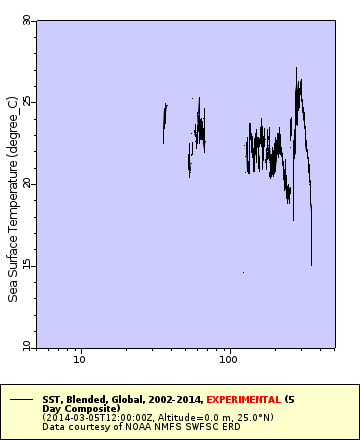 30
25
20
15
10
Sea Surface Temperature (degree_C)
10
100
SST, Blended, Global, 2002-2014, EXPERIMENTAL (5
Day Composite)
(2014-03-05T12:00:00Z, Altitude=0.0 m, 25.0°N)
Data courtesy of NOAA NMFS SWFSC ERD